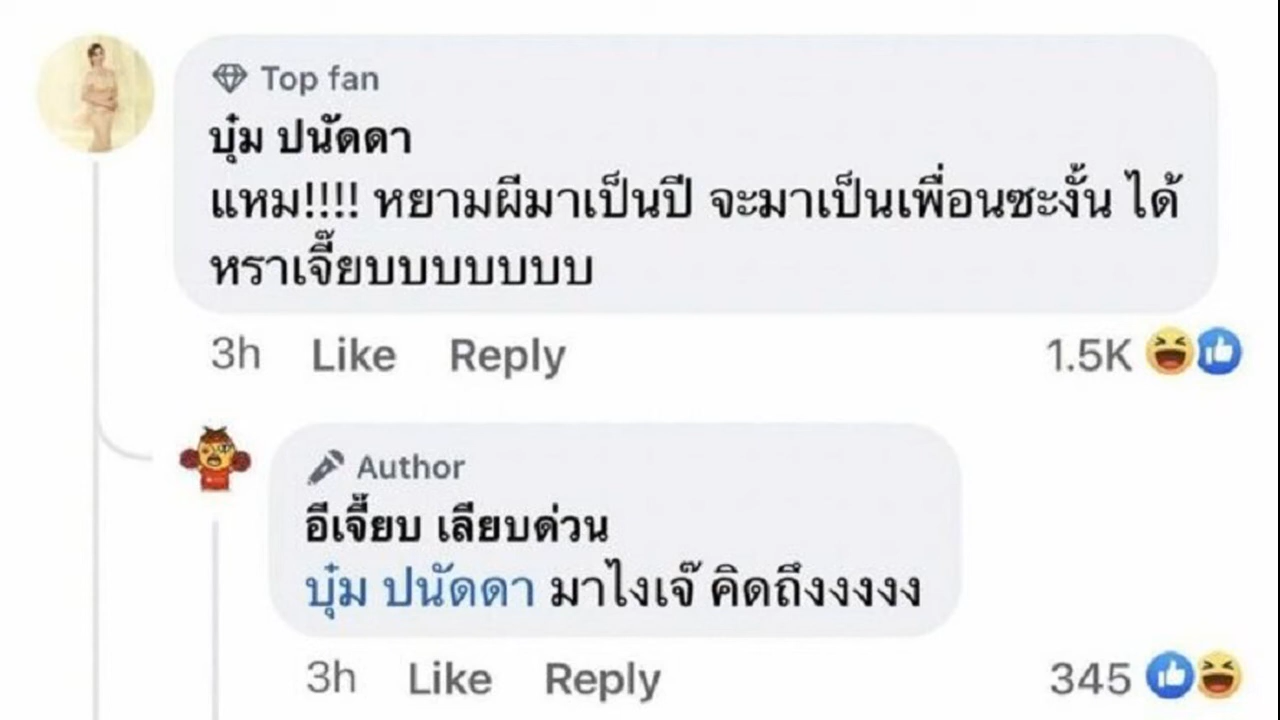 Top fan
บุ๋ม ปนัดดา
แหม!!!! หยามผีมาเป็นปี จะมาเป็นเพื่อนซะงั้น ได้
หราเจี๊ยบบบบบบบ
3h Like Reply 1.5K
Author
อีเจี๊ยบ เลียบด่วน
บุ๋ม ปนัดดา มาไงเจ๊ คิดถึงงงงง
3h Like Reply 345